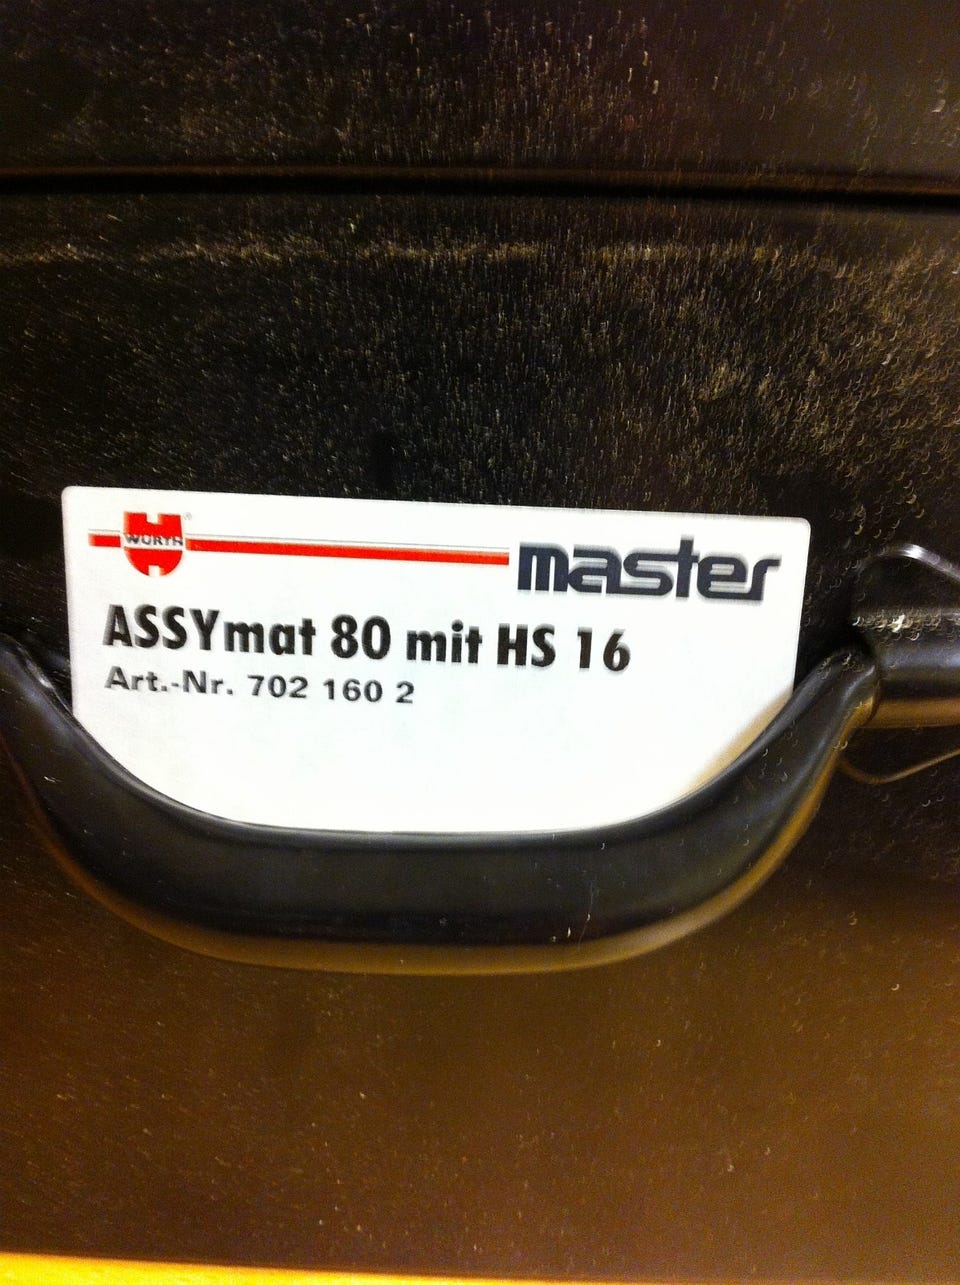 WÜRTH
master
ASSYmat 80 mit HS 16
Art.-Nr. 702 160 2